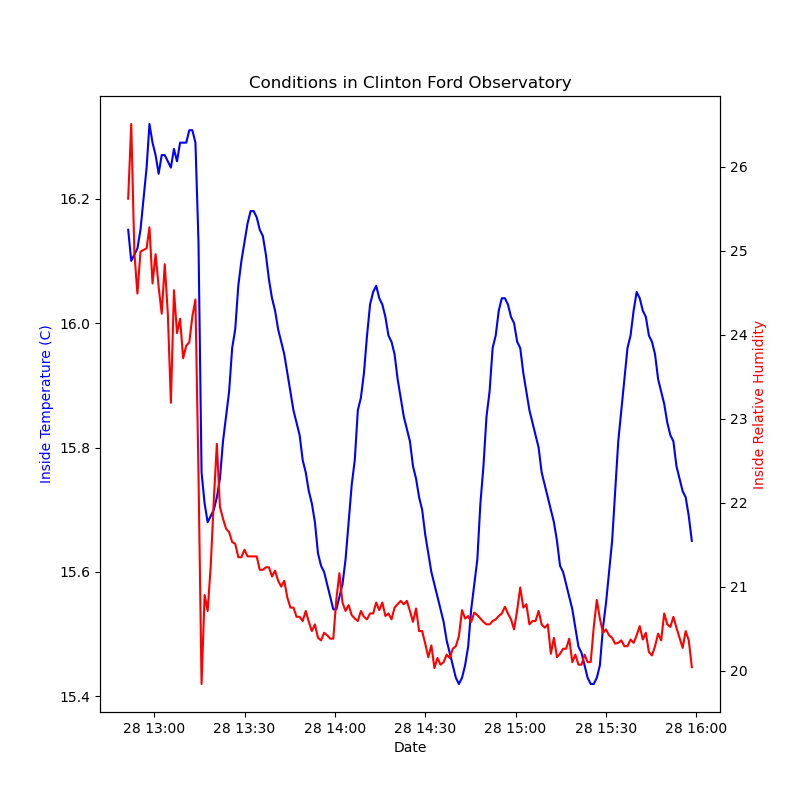 Conditions in Clinton Ford Observatory
Inside Temperature (C)
16.2
16.0
15.8
15.6
15.4
26
25
24
23
22
21
20
Inside Relative Humidity
28 13:00 28 13:30 28 14:00 28 14:30 28 15:00 28 15:30 28 16:00
Date